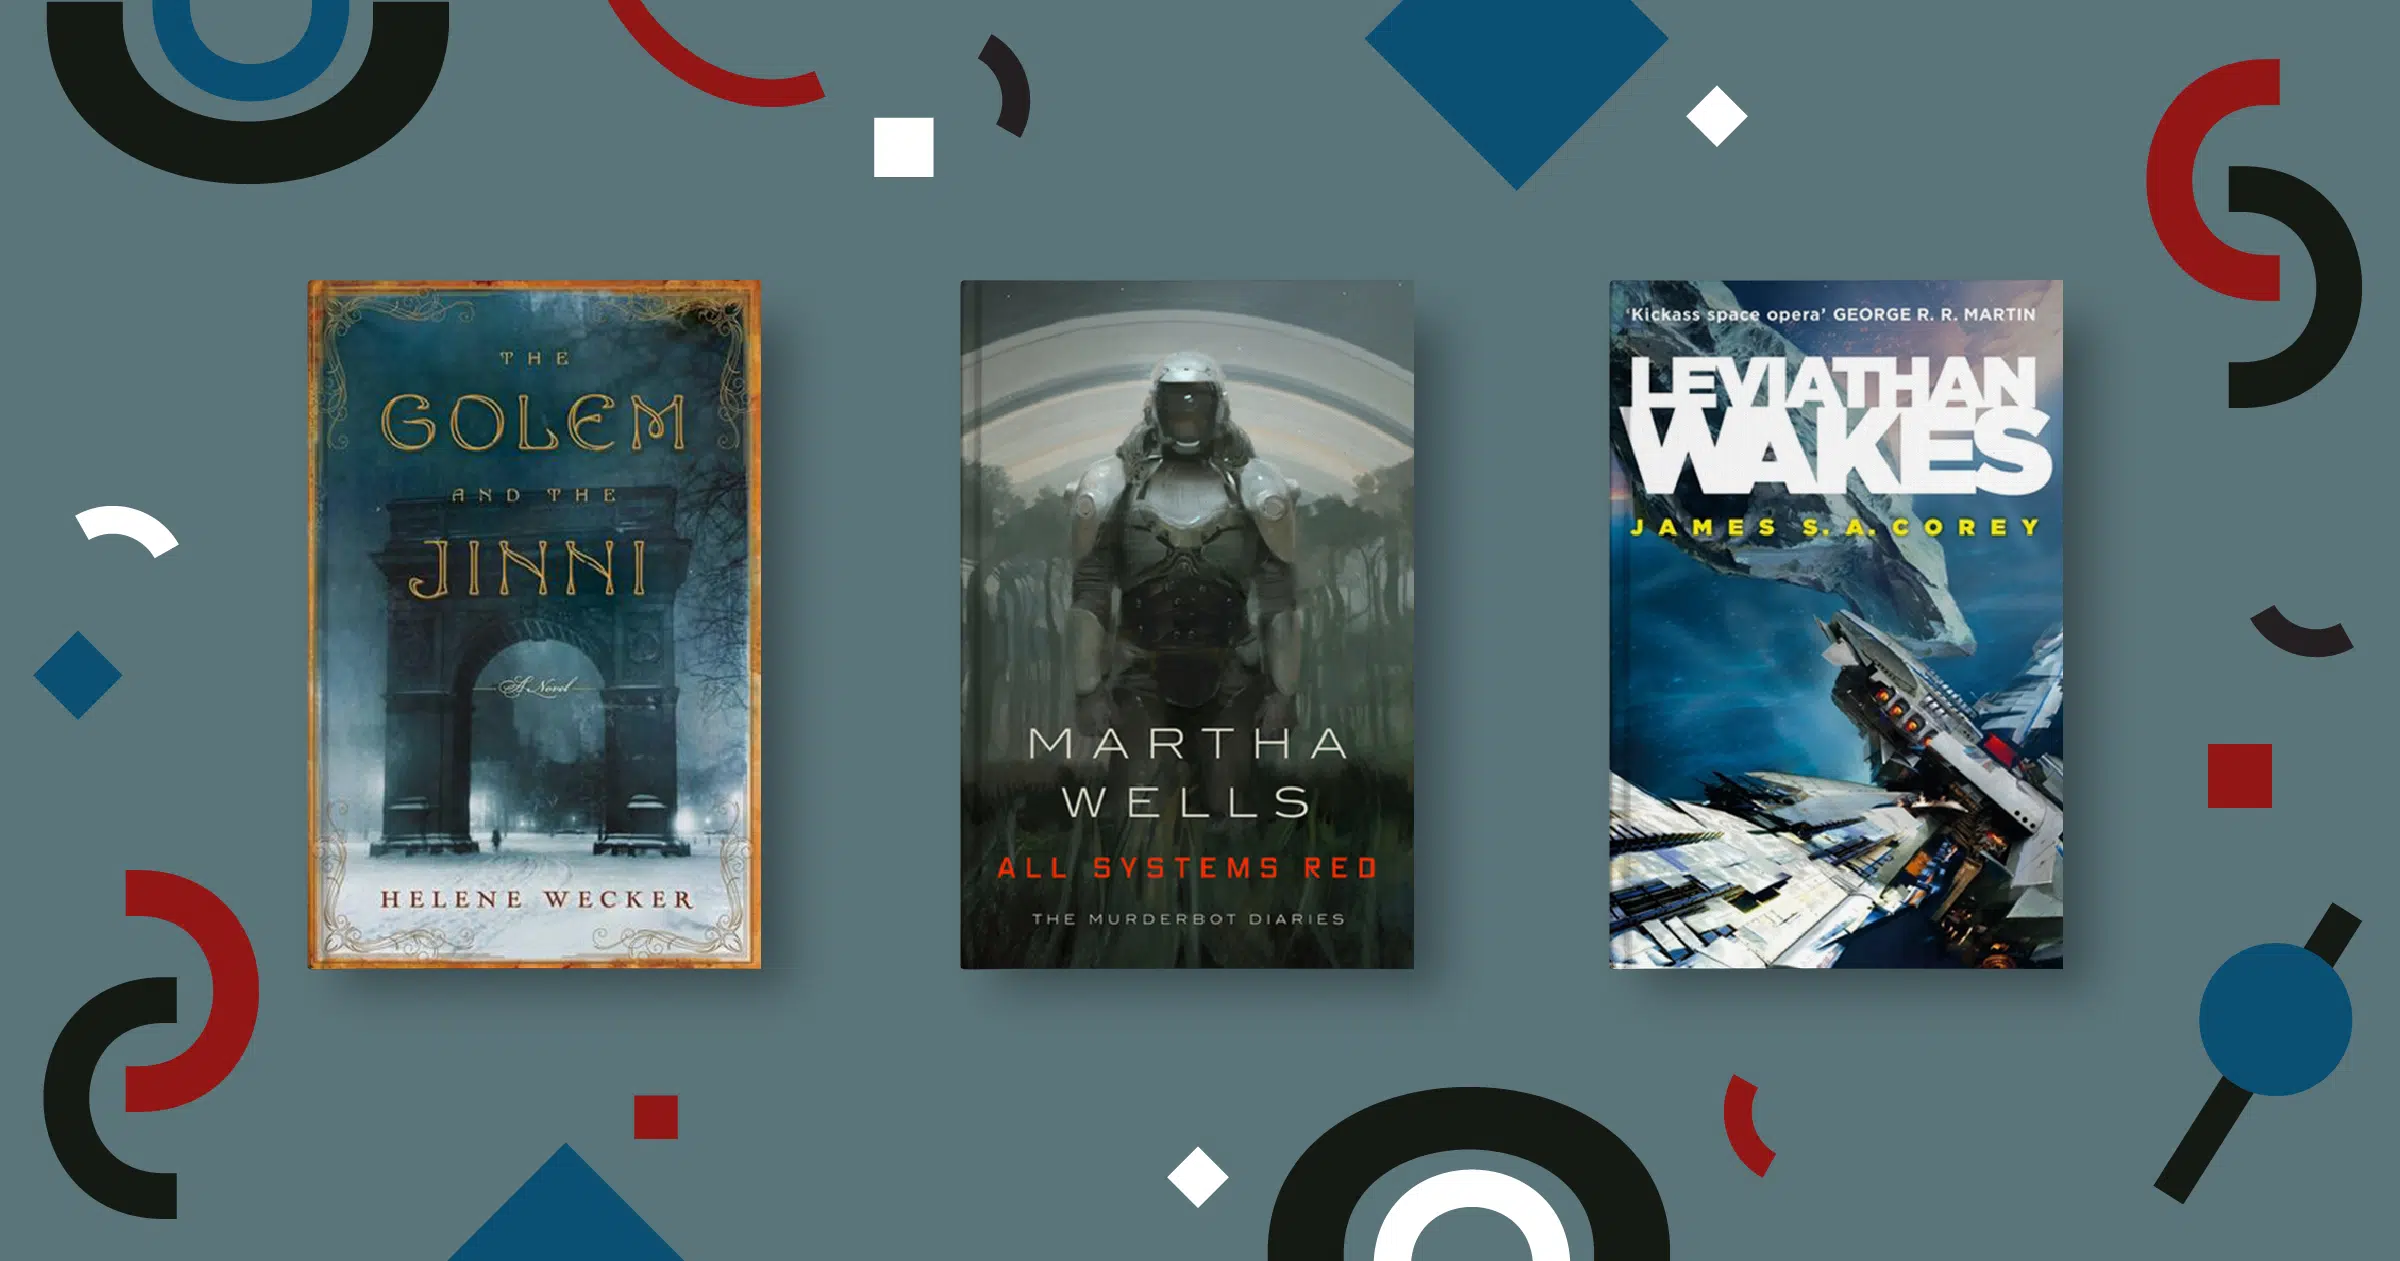 THE
GOLEM
AND THE
JINNI
A Novel
HELENE WECKER
MARTHA
WELLS
ALL SYSTEMS RED
THE MURDERBOT DIARIES
‘Kickass space opera’ GEORGE R. R. MARTIN
LEVIATHAN
WAKES
JAMES S. A. COREY